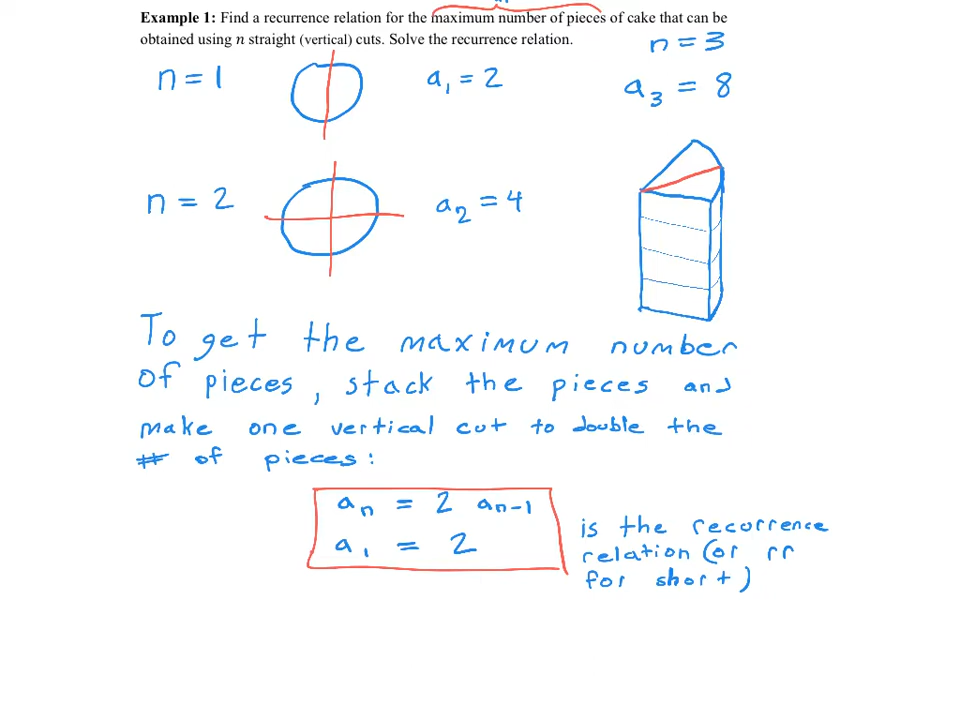 Example 1: Find a recurrence relation for the maximum number of pieces of cake that can be
obtained using n straight (vertical) cuts. Solve the recurrence relation.
n = 3
n = 1
a₁ = 2
a₃ = 8
n = 2
a₂ = 4
To get the maximum number
of pieces, stack the pieces and
make one vertical cut to double the
# of pieces:
aₙ = 2 aₙ₋₁
a₁ = 2
is the recurrence
relation (or rr
for short)